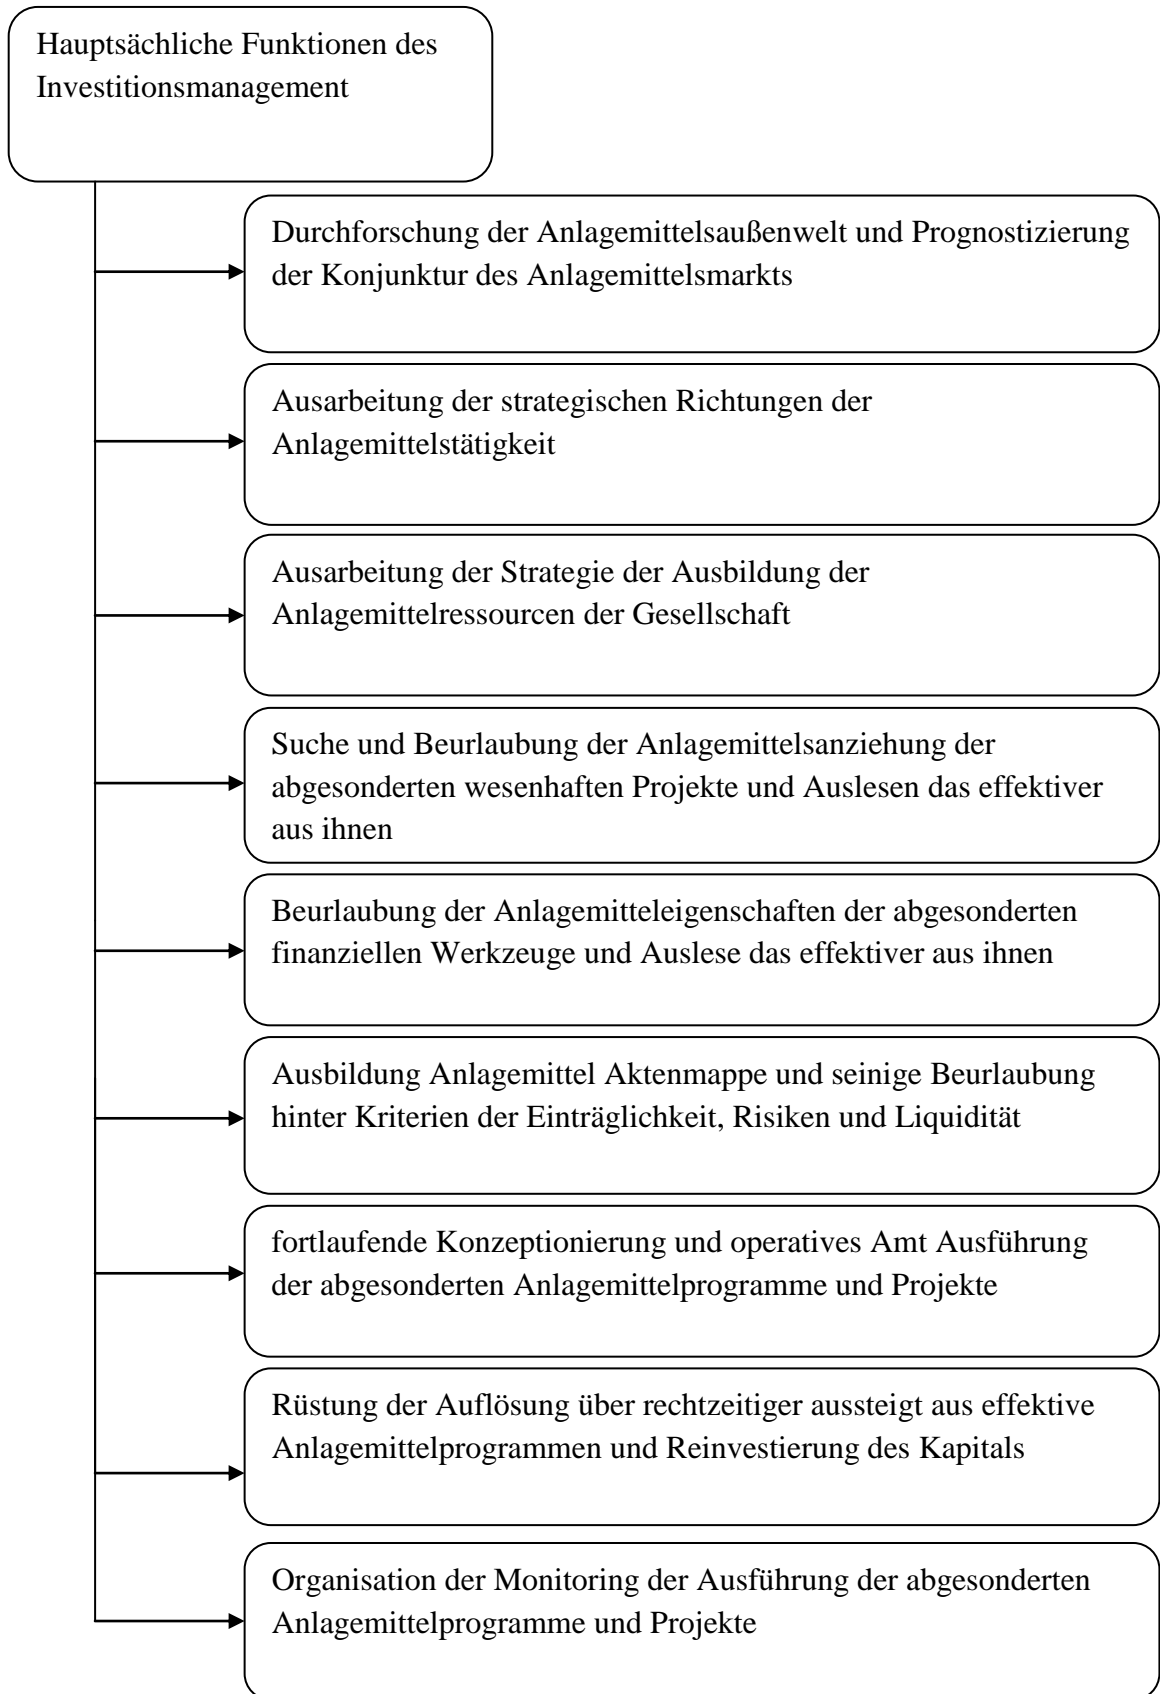 Hauptsächliche Funktionen des
Investitionsmanagement
Durchforschung der Anlagemittelsaußenwelt und Prognostizierung
der Konjunktur des Anlagemittelsmarkts
Ausarbeitung der strategischen Richtungen der
Anlagemittelstätigkeit
Ausarbeitung der Strategie der Ausbildung der
Anlagemittelressourcen der Gesellschaft
Suche und Beurlaubung der Anlagemittelsanziehung der
abgesonderten wesenhaften Projekte und Auslesen das effektiver
aus ihnen
Beurlaubung der Anlagemitteleigenschaften der abgesonderten
finanziellen Werkzeuge und Auslese das effektiver aus ihnen
Ausbildung Anlagemittel Aktenmappe und seinige Beurlaubung
hinter Kriterien der Einträglichkeit, Risiken und Liquidität
fortlaufende Konzeptionierung und operatives Amt Ausführung
der abgesonderten Anlagemittelprogramme und Projekte
Rüstung der Auflösung über rechtzeitiger aussteigt aus effektive
Anlagemittelprogrammen und Reinvestierung des Kapitals
Organisation der Monitoring der Ausführung der abgesonderten
Anlagemittelprogramme und Projekte